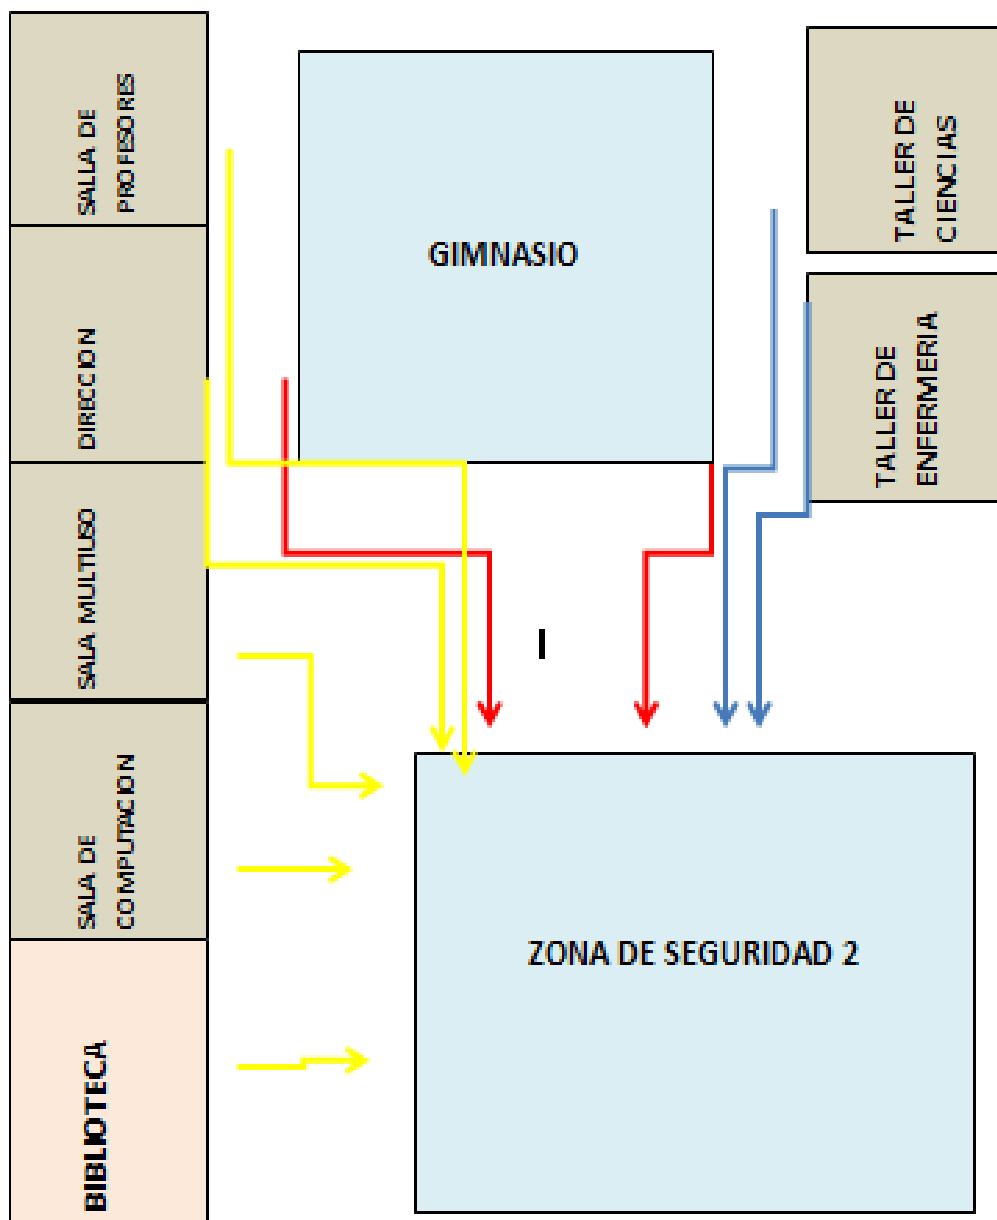 SALLA DE
PROFESORES
DIRECCION
SALA MULTIUSO
SALA DE
COMPUTACION
BIBLIOTECA
GIMNASIO
I
ZONA DE SEGURIDAD 2
TALLER DE
CIENCIAS
TALLER DE
ENFERMERIA